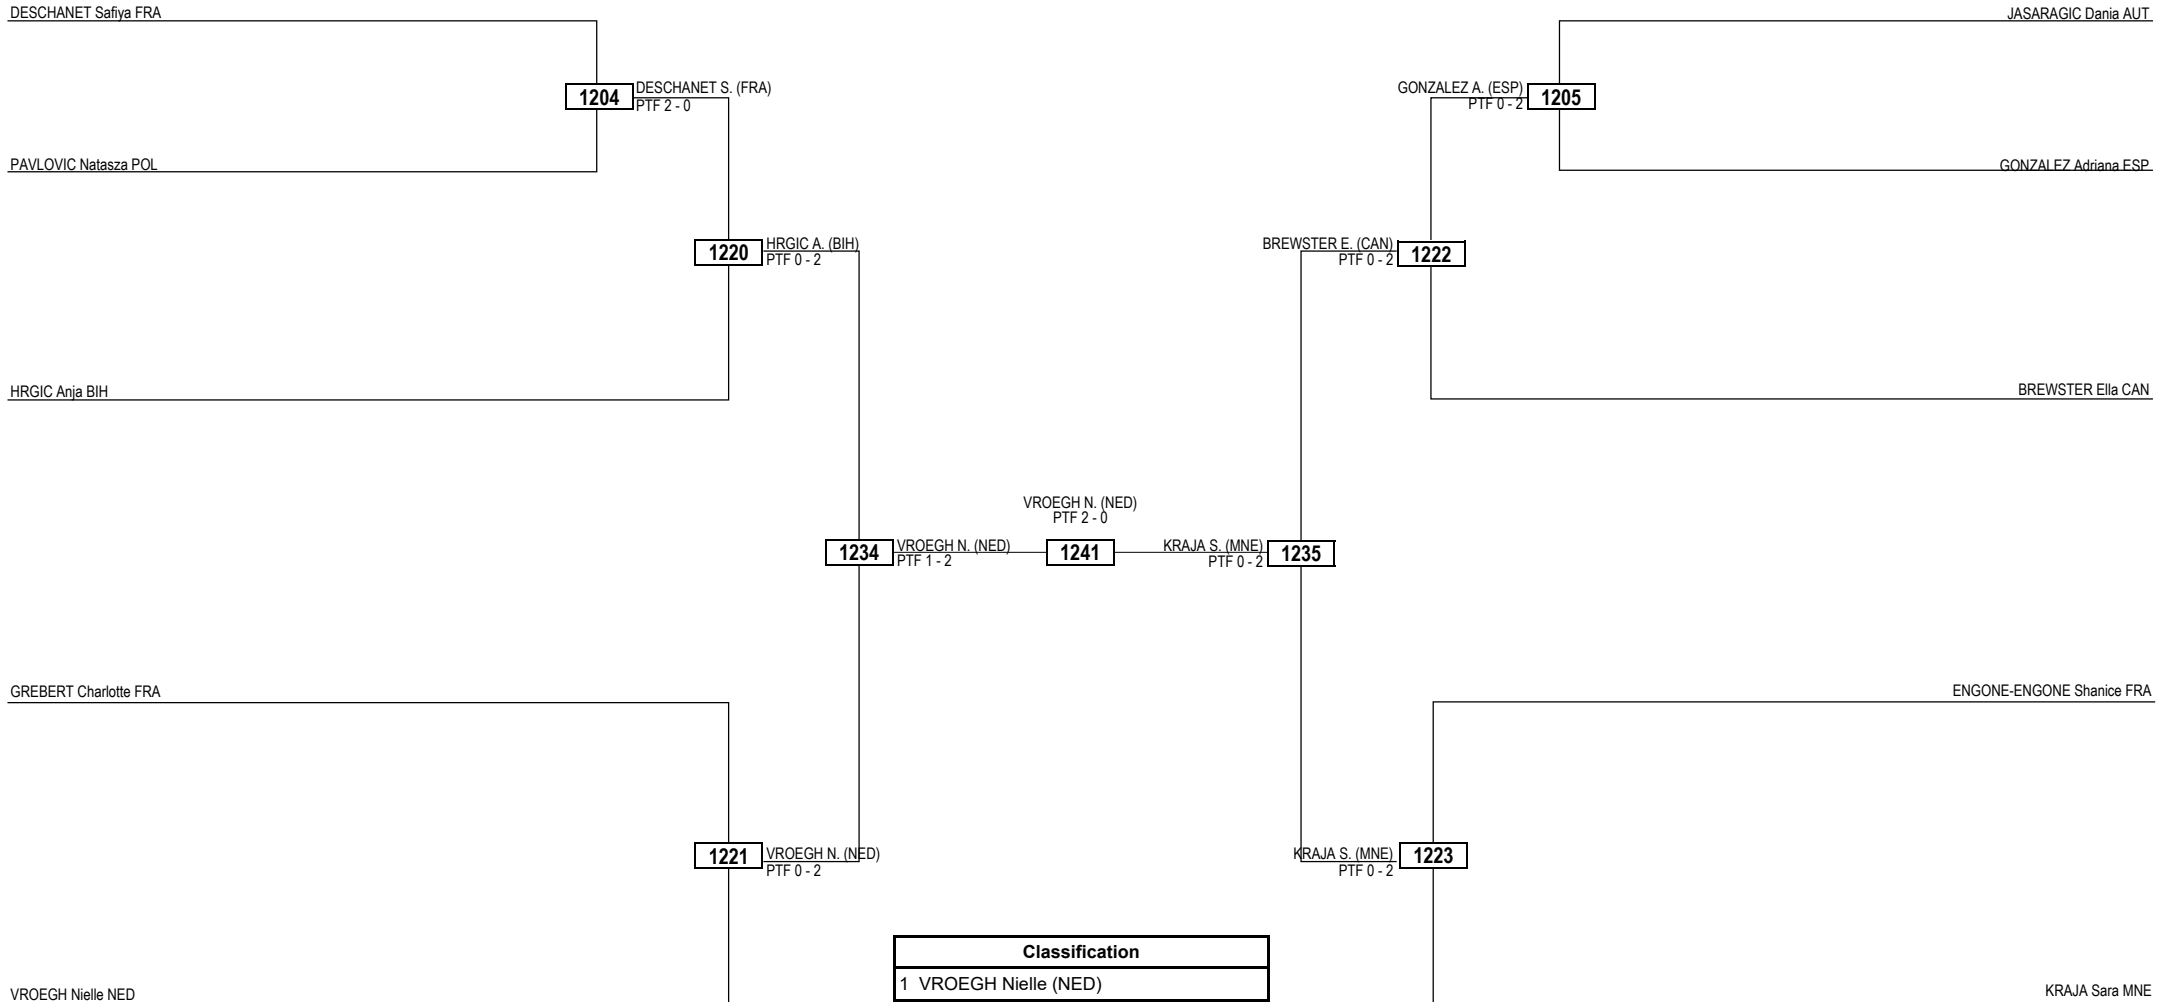 DESCHANET Safiya FRA
JASARAGIC Dania AUT
1204
DESCHANET S. (FRA)
PTF 2 - 0
GONZALEZ A. (ESP)
PTF 0 - 2
1205
PAVLOVIC Natasza POL
GONZALEZ Adriana ESP
1220
HRGIC A. (BIH)
PTF 0 - 2
BREWSTER E. (CAN)
PTF 0 - 2
1222
HRGIC Anja BIH
BREWSTER Ella CAN
VROEGH N. (NED)
PTF 2 - 0
1234
VROEGH N. (NED)
PTF 1 - 2
1241
KRAJA S. (MNE)
PTF 0 - 2
1235
GREBERT Charlotte FRA
ENGONE-ENGONE Shanice FRA
1221
VROEGH N. (NED)
PTF 0 - 2
KRAJA S. (MNE)
PTF 0 - 2
1223
Classification
1 VROEGH Nielle (NED)
VROEGH Nielle NED
KRAJA Sara MNE